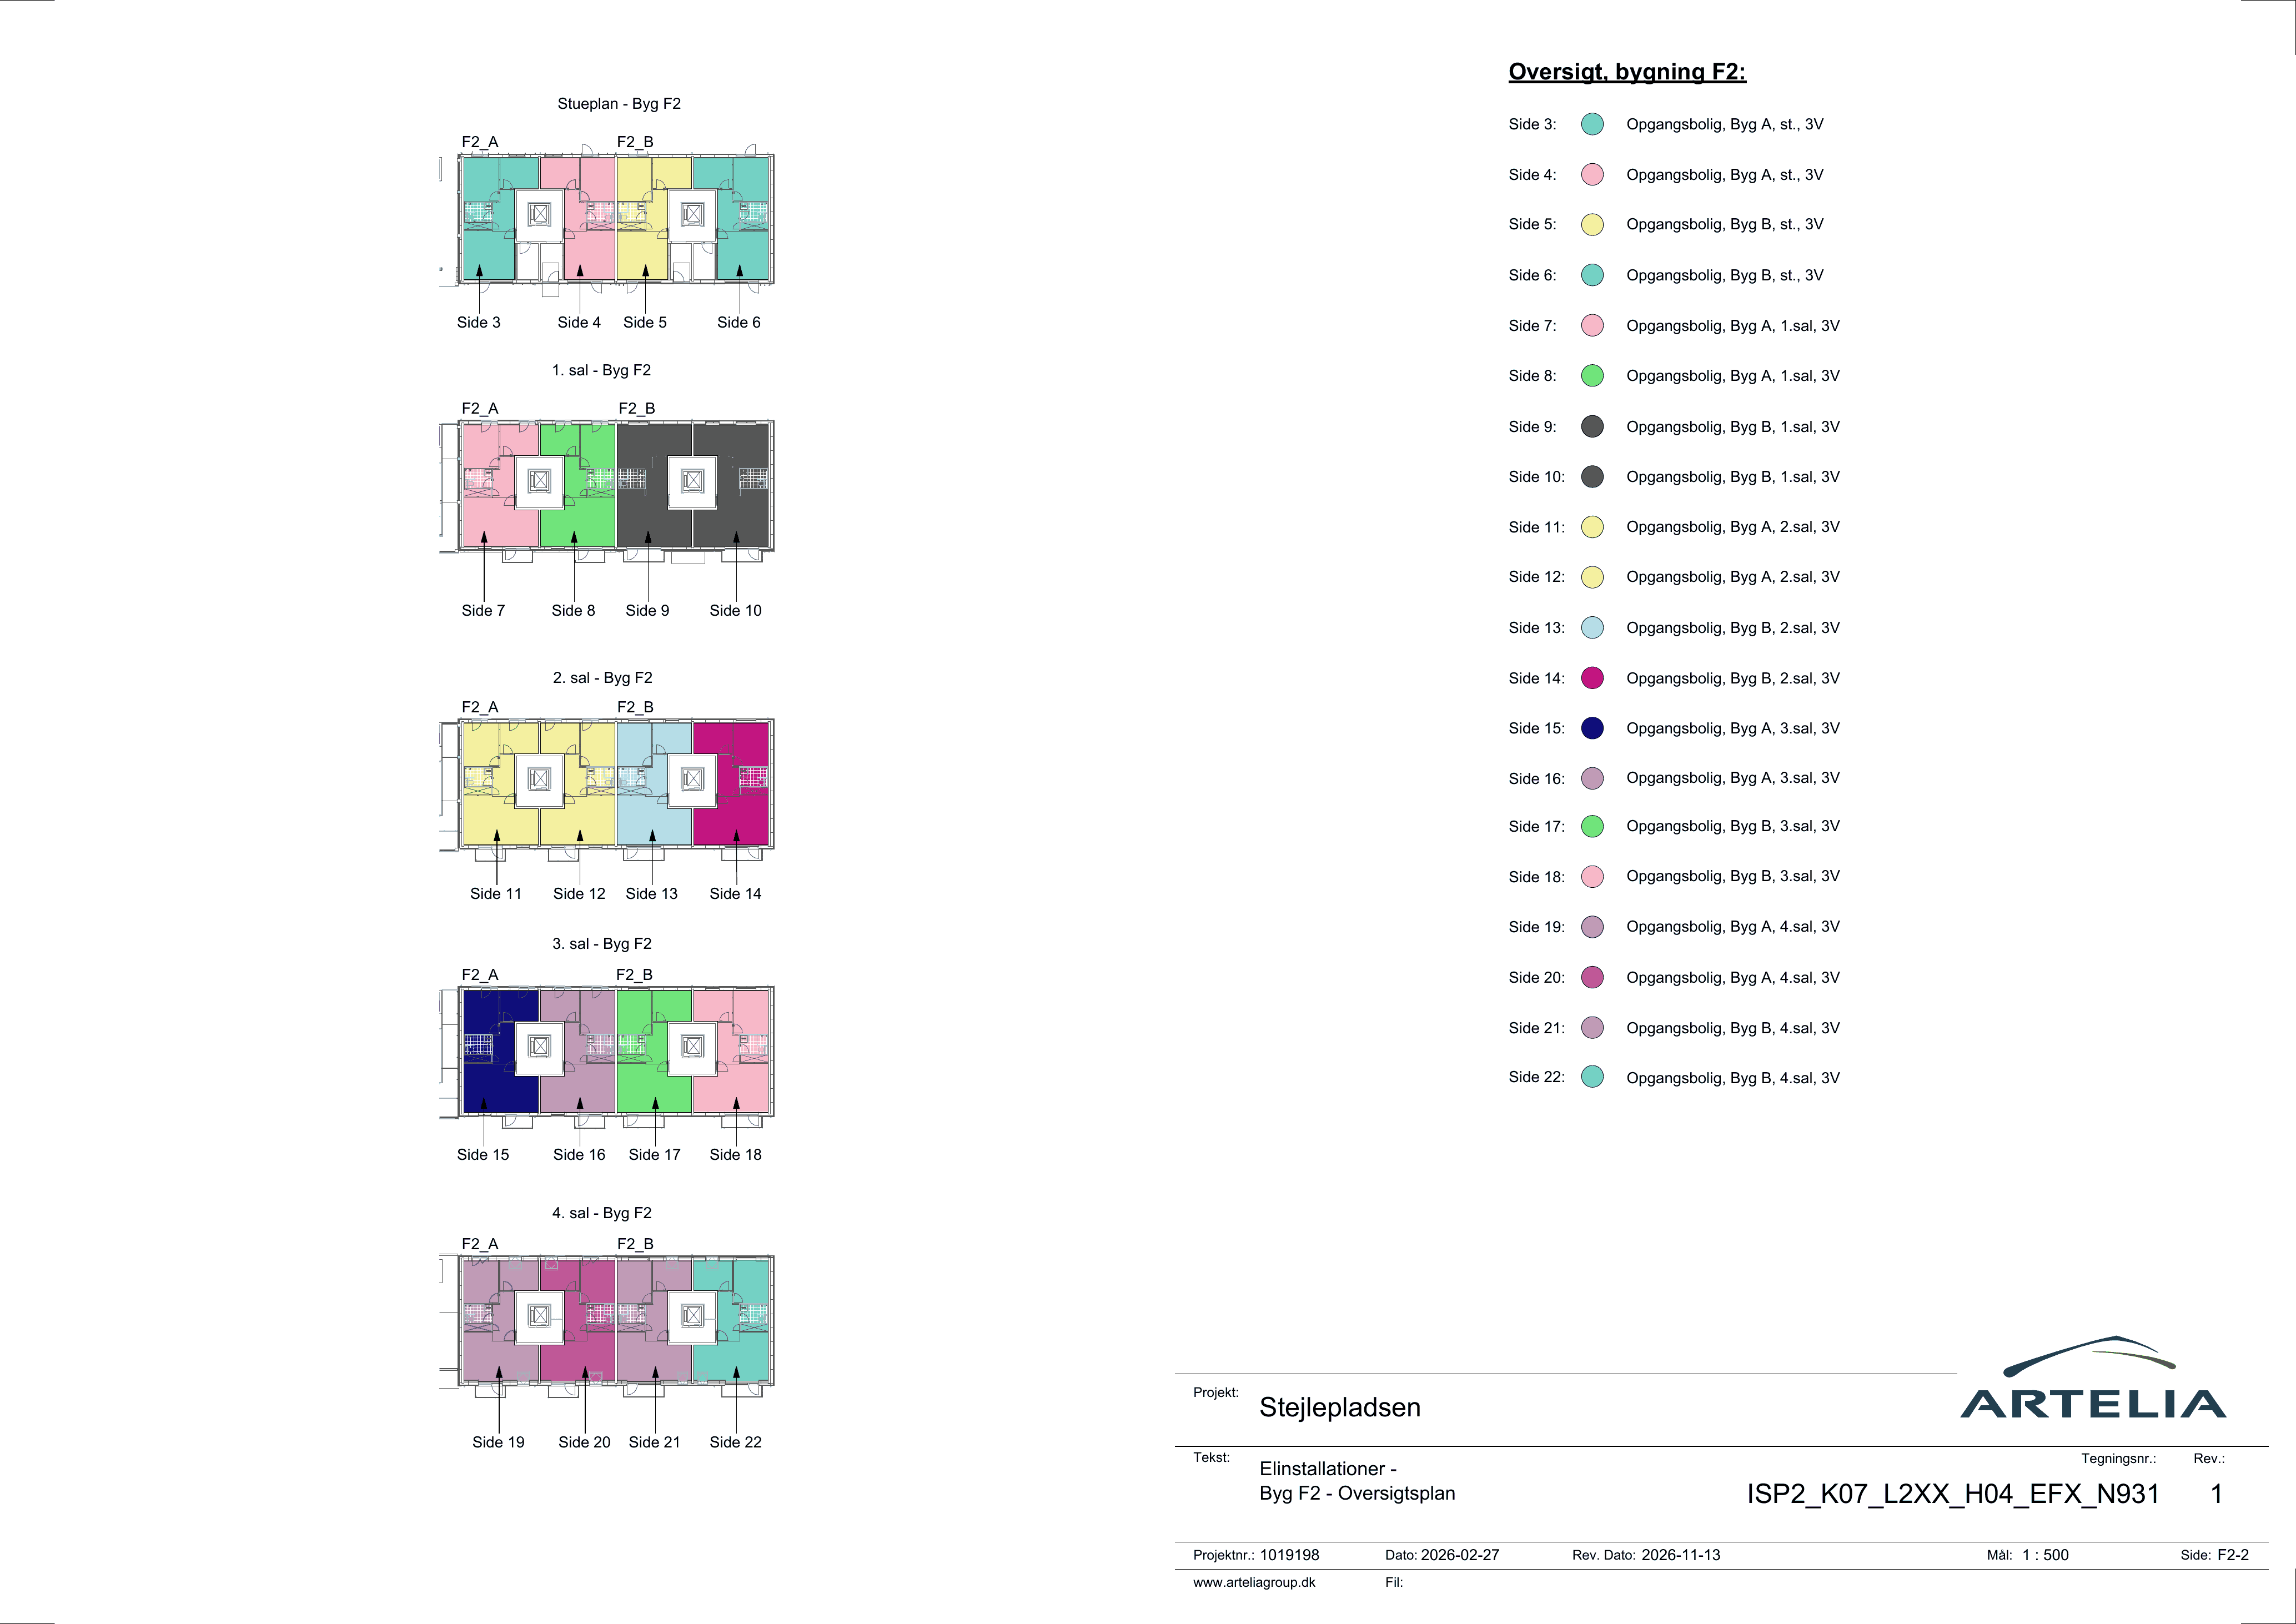 Stueplan - Byg F2
F2_A F2_B
Side 3 Side 4 Side 5 Side 6
1. sal - Byg F2
F2_A F2_B
Side 7 Side 8 Side 9 Side 10
2. sal - Byg F2
F2_A F2_B
Side 11 Side 12 Side 13 Side 14
3. sal - Byg F2
F2_A F2_B
Side 15 Side 16 Side 17 Side 18
4. sal - Byg F2
F2_A F2_B
Side 19 Side 20 Side 21 Side 22
Oversigt, bygning F2:
Side 3: Opgangsbolig, Byg A, st., 3V
Side 4: Opgangsbolig, Byg A, st., 3V
Side 5: Opgangsbolig, Byg B, st., 3V
Side 6: Opgangsbolig, Byg B, st., 3V
Side 7: Opgangsbolig, Byg A, 1.sal, 3V
Side 8: Opgangsbolig, Byg A, 1.sal, 3V
Side 9: Opgangsbolig, Byg B, 1.sal, 3V
Side 10: Opgangsbolig, Byg B, 1.sal, 3V
Side 11: Opgangsbolig, Byg A, 2.sal, 3V
Side 12: Opgangsbolig, Byg A, 2.sal, 3V
Side 13: Opgangsbolig, Byg B, 2.sal, 3V
Side 14: Opgangsbolig, Byg B, 2.sal, 3V
Side 15: Opgangsbolig, Byg A, 3.sal, 3V
Side 16: Opgangsbolig, Byg A, 3.sal, 3V
Side 17: Opgangsbolig, Byg B, 3.sal, 3V
Side 18: Opgangsbolig, Byg B, 3.sal, 3V
Side 19: Opgangsbolig, Byg A, 4.sal, 3V
Side 20: Opgangsbolig, Byg A, 4.sal, 3V
Side 21: Opgangsbolig, Byg B, 4.sal, 3V
Side 22: Opgangsbolig, Byg B, 4.sal, 3V
ARTELIA
Projekt: Stejlepladsen
Tekst: Elinstallationer -
Byg F2 - Oversigtsplan
Tegningsnr.: Rev.:
ISP2_K07_L2XX_H04_EFX_N931 1
Projektnr.: 1019198 Dato: 2026-02-27 Rev. Dato: 2026-11-13 Mål: 1 : 500 Side: F2-2
www.arteliagroup.dk Fil: